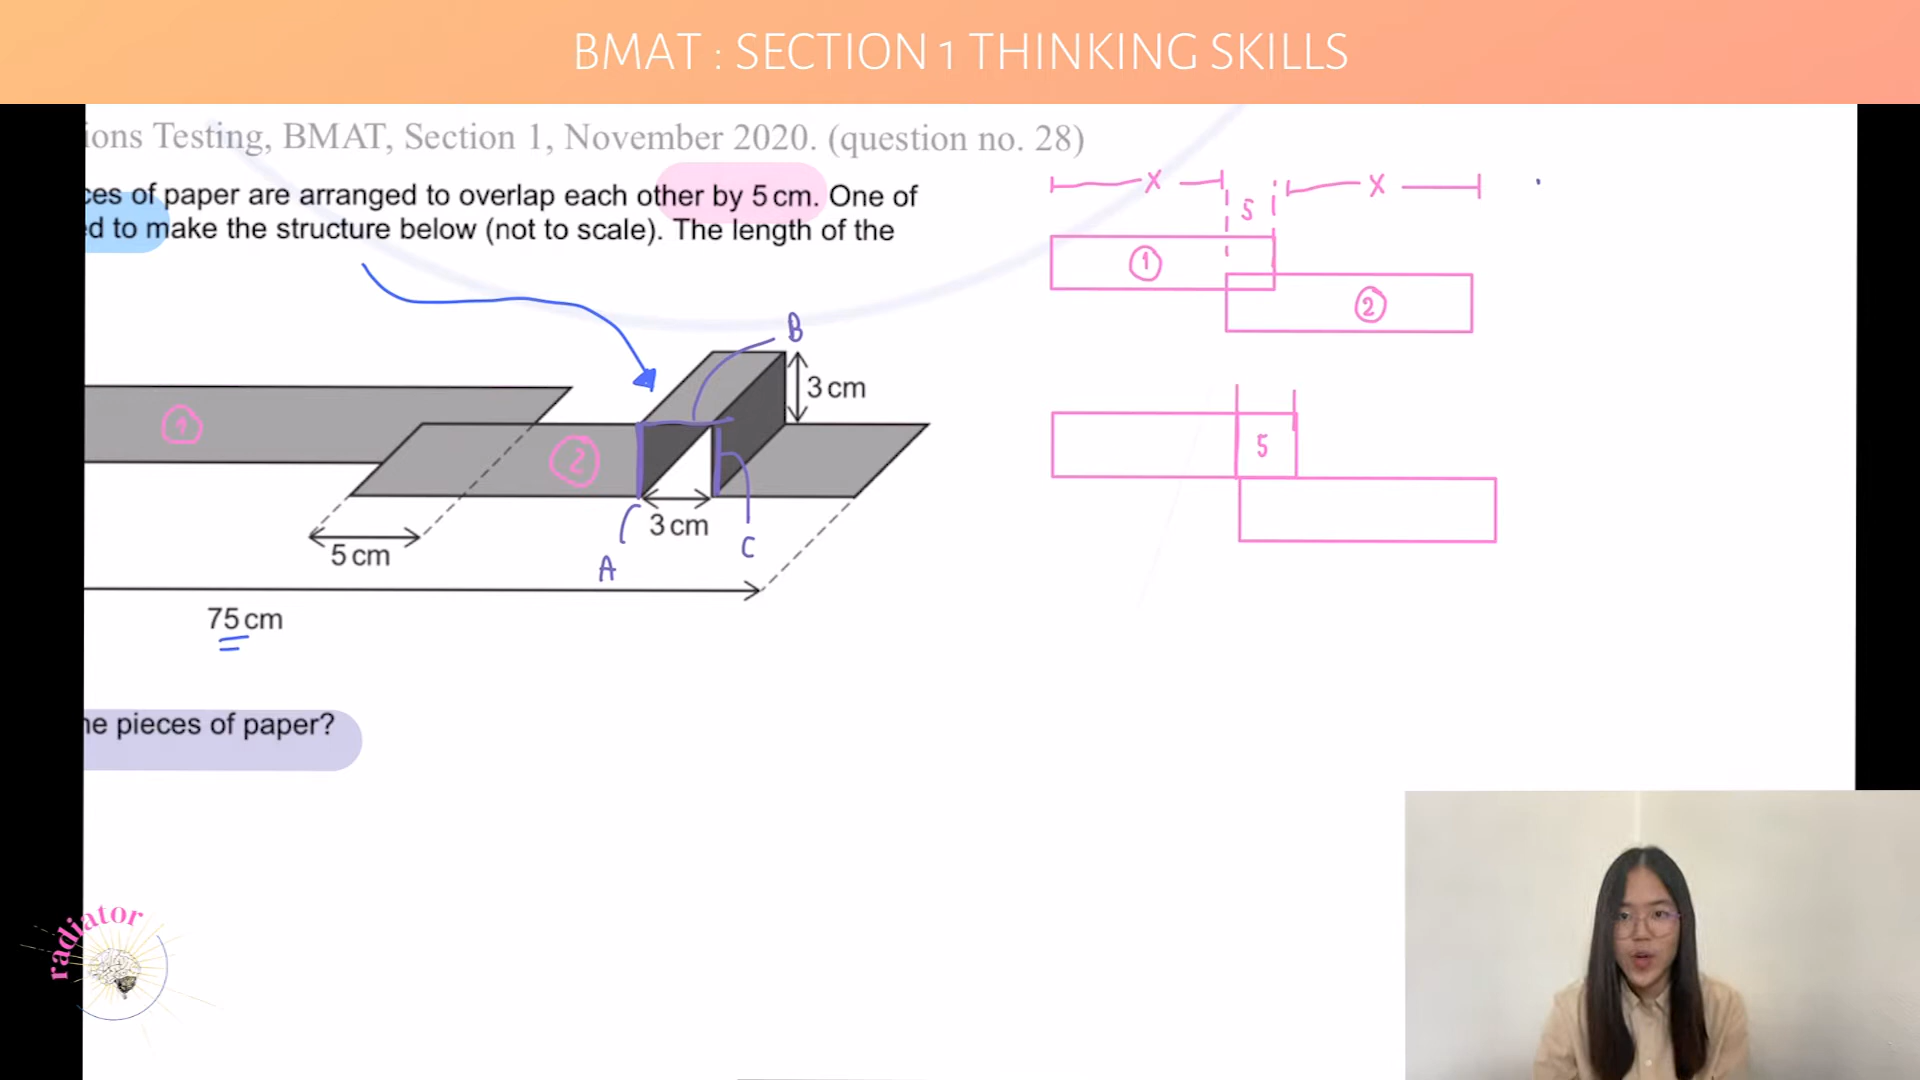 BMAT : SECTION 1 THINKING SKILLS
ions Testing, BMAT, Section 1, November 2020. (question no. 28)
ces of paper are arranged to overlap each other by 5 cm. One of
d to make the structure below (not to scale). The length of the
B
3 cm
1
2
3 cm
C
A
5 cm
75 cm
he pieces of paper?
x
x
5
1
2
5
radiator